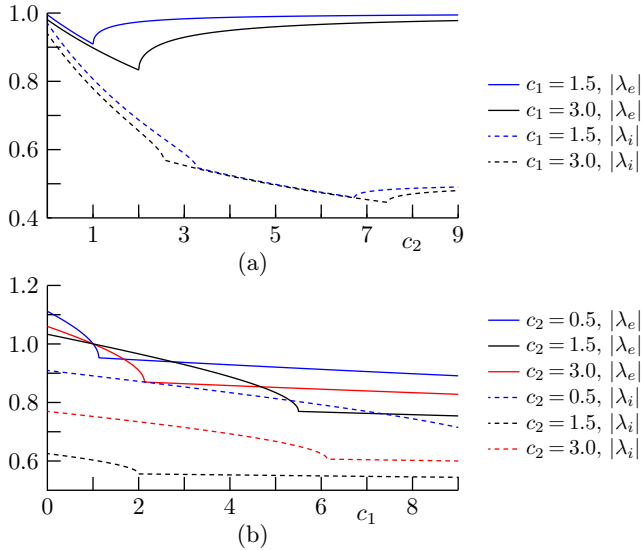 1.0
0.8
0.6
0.4
1 3 5 7 9
c₂
(a)
c₁ = 1.5, |λₑ|
c₁ = 3.0, |λₑ|
c₁ = 1.5, |λᵢ|
c₁ = 3.0, |λᵢ|
1.2
1.0
0.8
0.6
0 2 4 6 8
c₁
(b)
c₂ = 0.5, |λₑ|
c₂ = 1.5, |λₑ|
c₂ = 3.0, |λₑ|
c₂ = 0.5, |λᵢ|
c₂ = 1.5, |λᵢ|
c₂ = 3.0, |λᵢ|